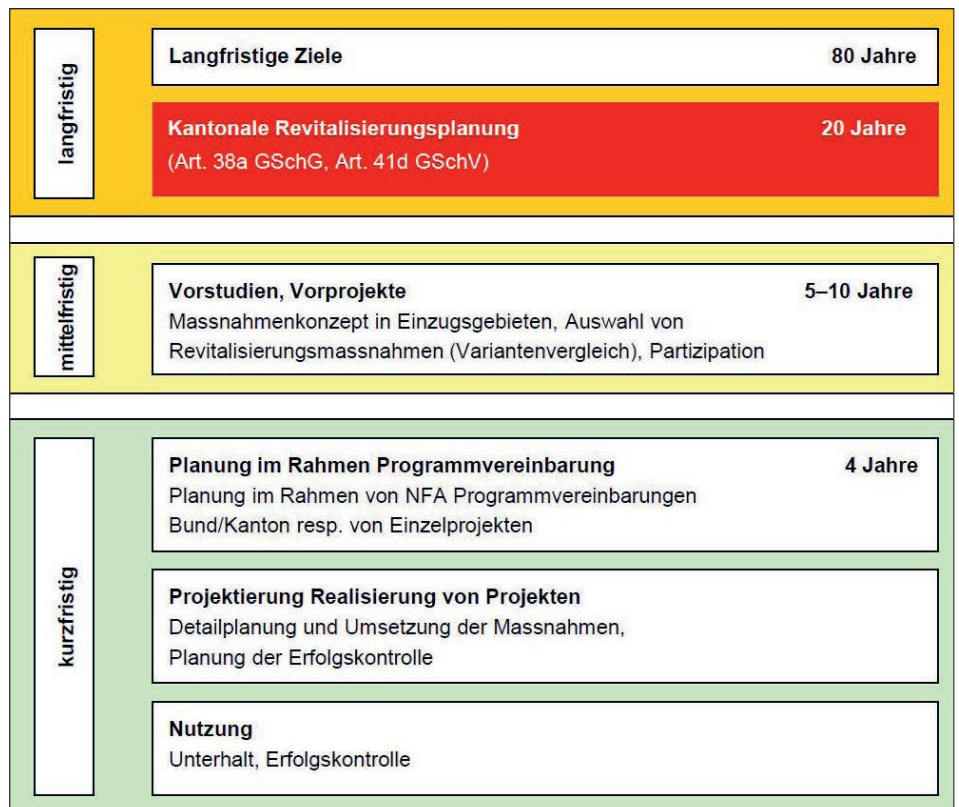 langfristig
Langfristige Ziele 80 Jahre
Kantonale Revitalisierungsplanung 20 Jahre
(Art. 38a GSchG, Art. 41d GSchV)
mittelfristig
Vorstudien, Vorprojekte 5–10 Jahre
Massnahmenkonzept in Einzugsgebieten, Auswahl von
Revitalisierungsmassnahmen (Variantenvergleich), Partizipation
kurzfristig
Planung im Rahmen Programmvereinbarung 4 Jahre
Planung im Rahmen von NFA Programmvereinbarungen
Bund/Kanton resp. von Einzelprojekten
Projektierung Realisierung von Projekten
Detailplanung und Umsetzung der Massnahmen,
Planung der Erfolgskontrolle
Nutzung
Unterhalt, Erfolgskontrolle